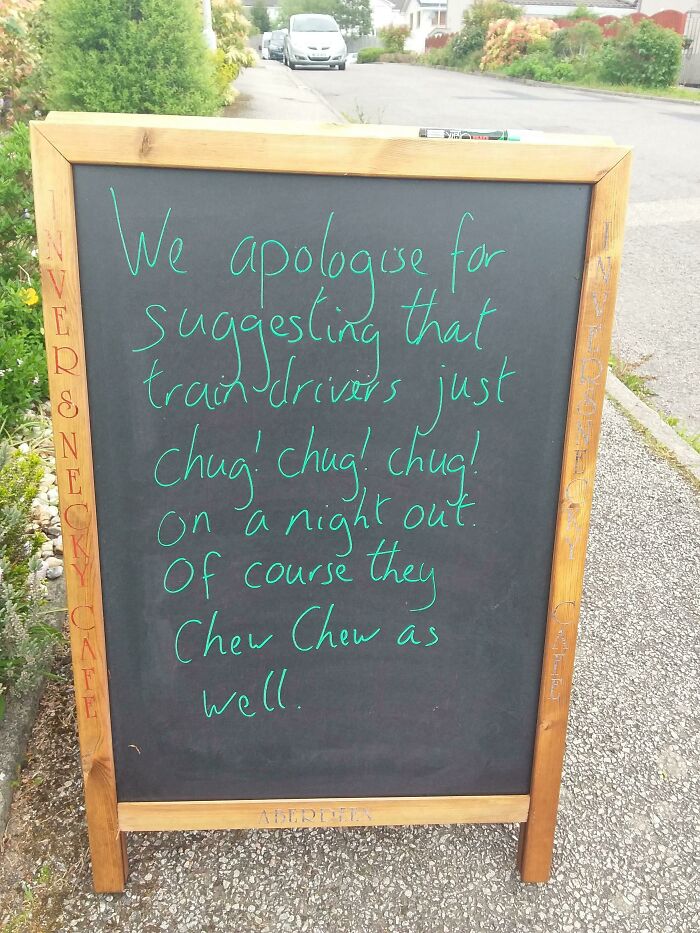 We apologise for
suggesting that
train drivers just
chug! chug! chug!
on a night out.
Of course they
Chew Chew as
well.
INVERSNECKY CAFE
INVERSNECKY CAFE
ABERDEEN